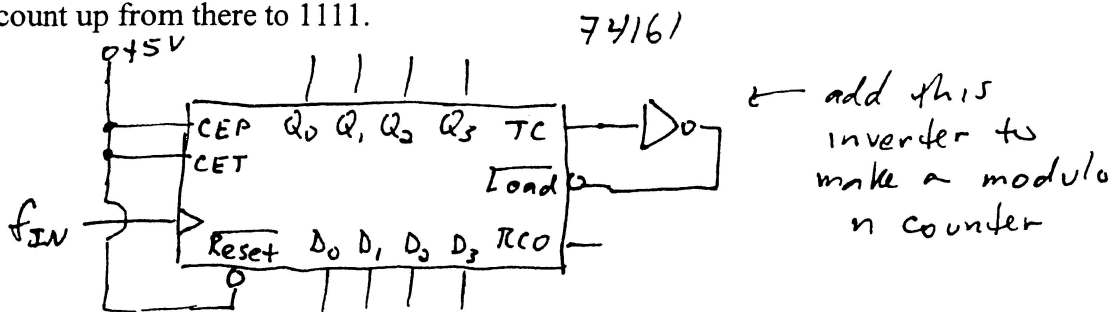 count up from there to 1111.
74161
+5V
CEP Q0 Q1 Q2 Q3 TC
CET
Load
fIN
Reset D0 D1 D2 D3 RCO
← add this
inverter to
make a modulo
n counter